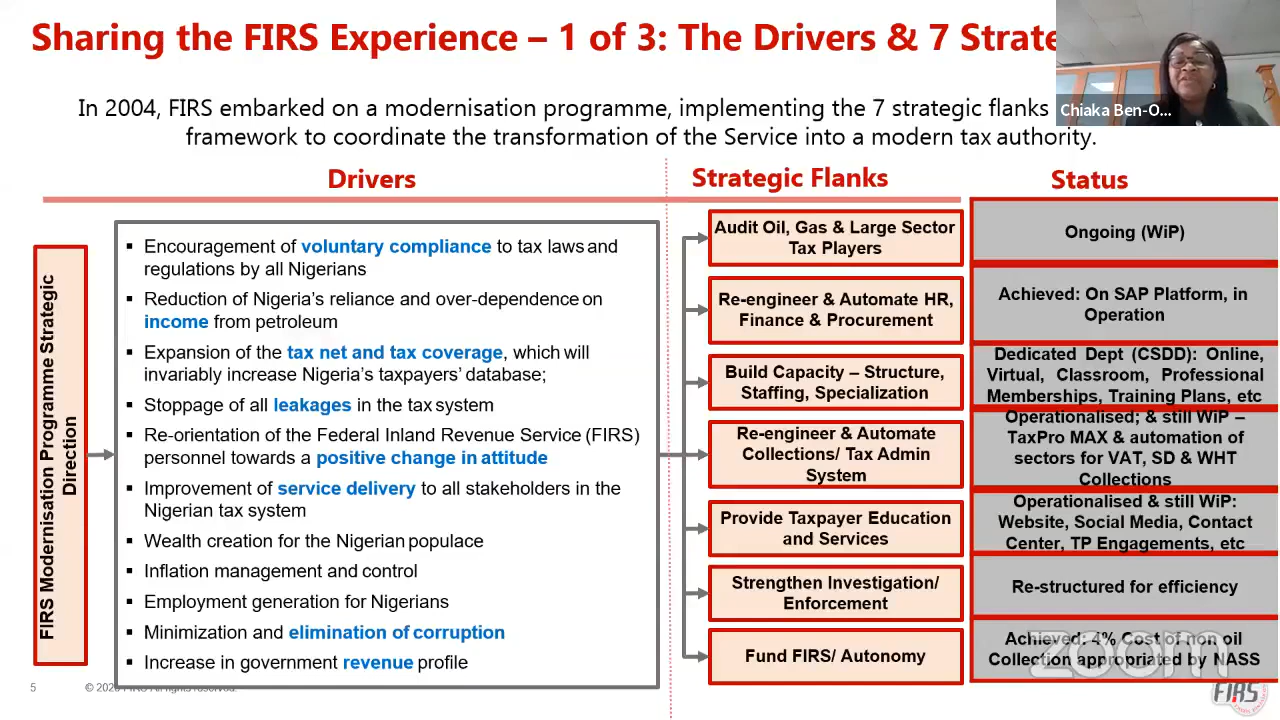 Sharing the FIRS Experience – 1 of 3: The Drivers & 7 Strate
Chiaka Ben-O...
In 2004, FIRS embarked on a modernisation programme, implementing the 7 strategic flanks
framework to coordinate the transformation of the Service into a modern tax authority.
Drivers
Strategic Flanks
Status
FIRS Modernisation Programme Strategic
Direction
▪ Encouragement of voluntary compliance to tax laws and
regulations by all Nigerians
▪ Reduction of Nigeria's reliance and over-dependence on
income from petroleum
▪ Expansion of the tax net and tax coverage, which will
invariably increase Nigeria's taxpayers' database;
▪ Stoppage of all leakages in the tax system
▪ Re-orientation of the Federal Inland Revenue Service (FIRS)
personnel towards a positive change in attitude
▪ Improvement of service delivery to all stakeholders in the
Nigerian tax system
▪ Wealth creation for the Nigerian populace
▪ Inflation management and control
▪ Employment generation for Nigerians
▪ Minimization and elimination of corruption
▪ Increase in government revenue profile
Audit Oil, Gas & Large Sector
Tax Players
Ongoing (WiP)
Re-engineer & Automate HR,
Finance & Procurement
Achieved: On SAP Platform, in
Operation
Build Capacity – Structure,
Staffing, Specialization
Dedicated Dept (CSDD): Online,
Virtual, Classroom, Professional
Memberships, Training Plans, etc
Re-engineer & Automate
Collections/ Tax Admin
System
Operationalised; & still WiP –
TaxPro MAX & automation of
sectors for VAT, SD & WHT
Collections
Provide Taxpayer Education
and Services
Operationalised & still WiP:
Website, Social Media, Contact
Center, TP Engagements, etc
Strengthen Investigation/
Enforcement
Re-structured for efficiency
Fund FIRS/ Autonomy
Achieved: 4% Cost of non oil
Collection appropriated by NASS
zoom
5
© FIRS All rights reserved.
FIRS